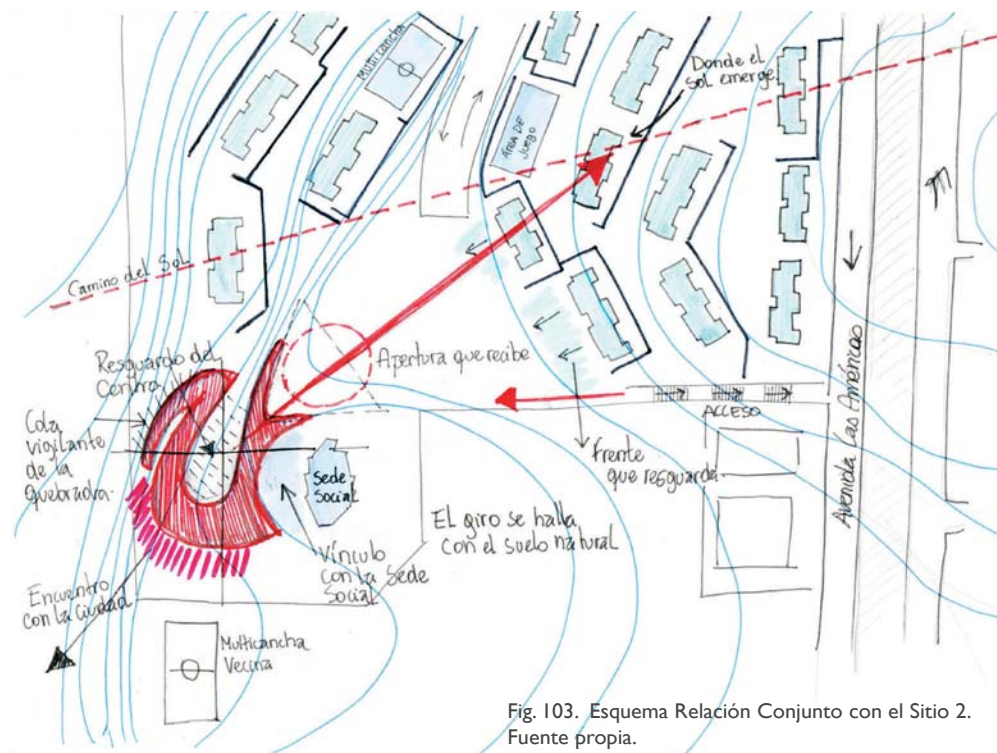 Multicancha
Donde el
Sol emerge.
ÁREA DE
JUEGO
Camino del Sol
Resguardo del
Centro
Apertura que recibe
ACCESO
Cola
vigilante
de la
quebrada.
Sede
Social
Frente
que resguarda.
Avenida Las Américas
El giro se halla
con el suelo natural
Vínculo
con la Sede
Social
Encuentro
con la ciudad
Multicancha
Vecina
Fig. 103. Esquema Relación Conjunto con el Sitio 2.
Fuente propia.